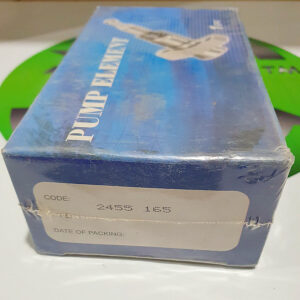 PUMP ELEMENT
CODE:
2455 165
DATE OF PACKING: